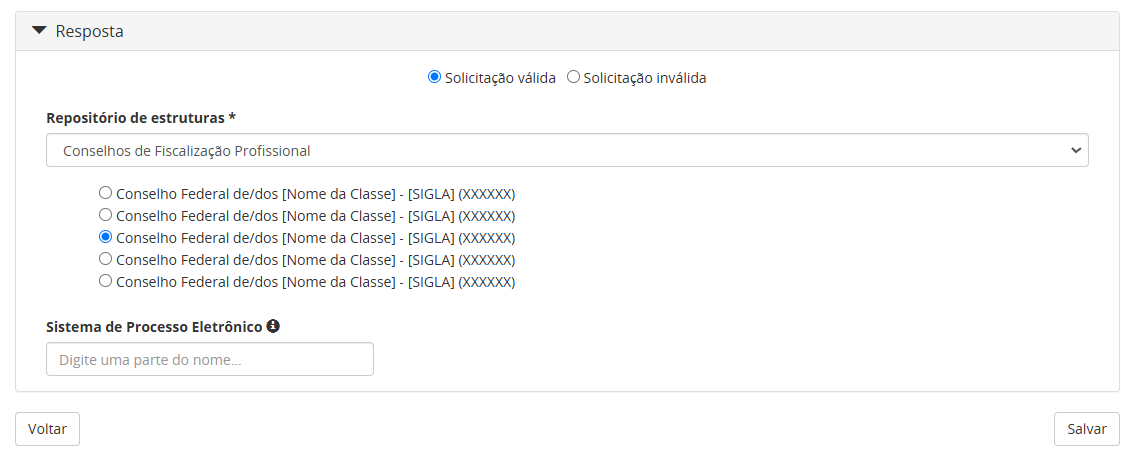 Resposta
Solicitação válida Solicitação inválida
Repositório de estruturas *
Conselhos de Fiscalização Profissional
Conselho Federal de/dos [Nome da Classe] - [SIGLA] (XXXXXX)
Conselho Federal de/dos [Nome da Classe] - [SIGLA] (XXXXXX)
Conselho Federal de/dos [Nome da Classe] - [SIGLA] (XXXXXX)
Conselho Federal de/dos [Nome da Classe] - [SIGLA] (XXXXXX)
Conselho Federal de/dos [Nome da Classe] - [SIGLA] (XXXXXX)
Sistema de Processo Eletrônico
Digite uma parte do nome...
Voltar Salvar